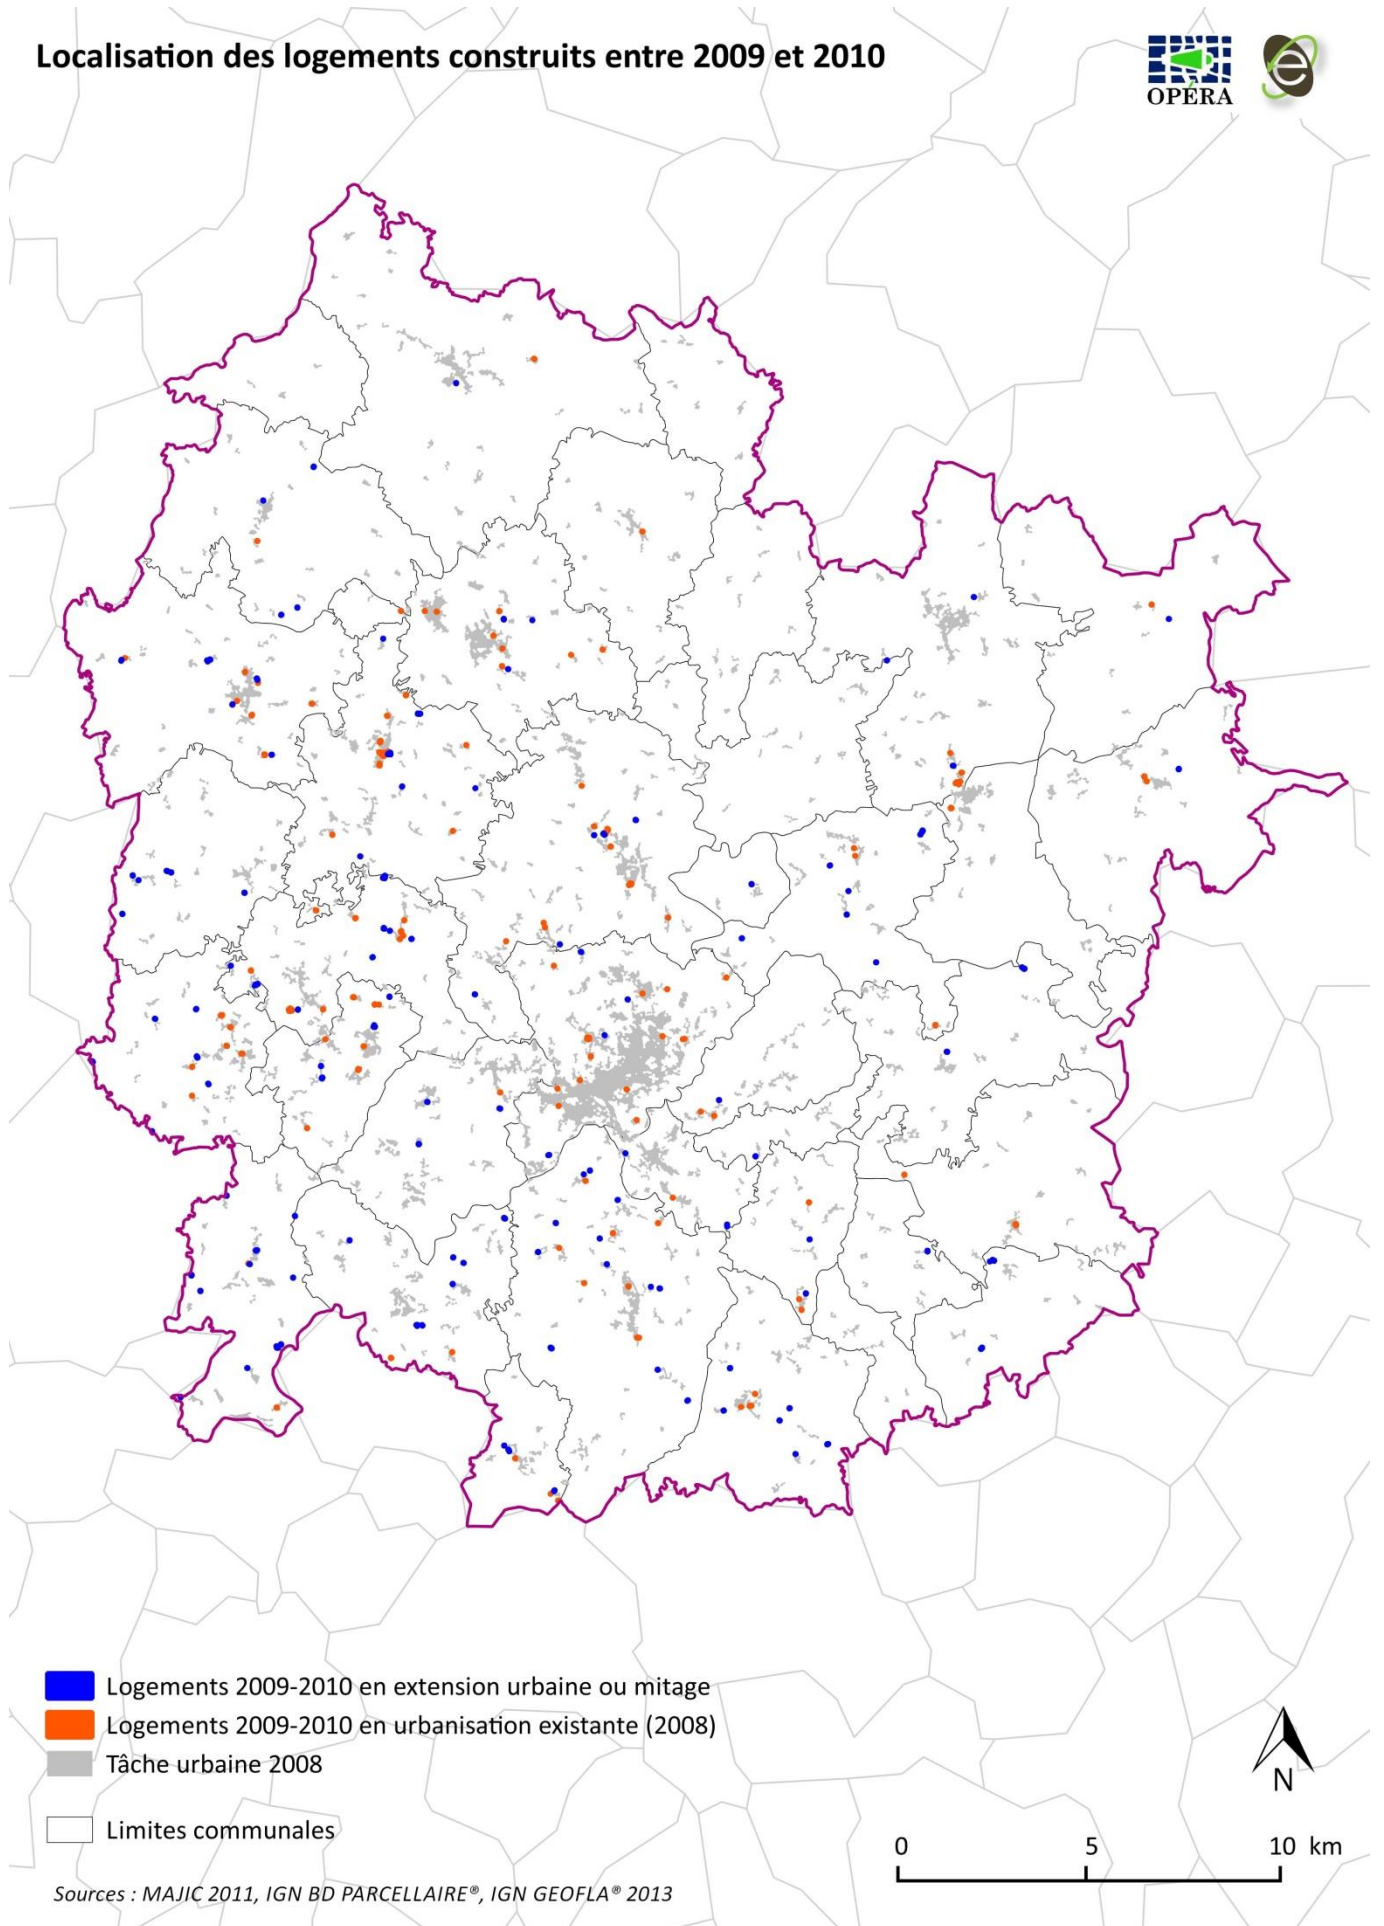 Localisation des logements construits entre 2009 et 2010
OPÉRA
e
Logements 2009-2010 en extension urbaine ou mitage
Logements 2009-2010 en urbanisation existante (2008)
Tâche urbaine 2008
N
Limites communales
0 5 10 km
Sources : MAJIC 2011, IGN BD PARCELLAIRE®, IGN GEOFLA® 2013